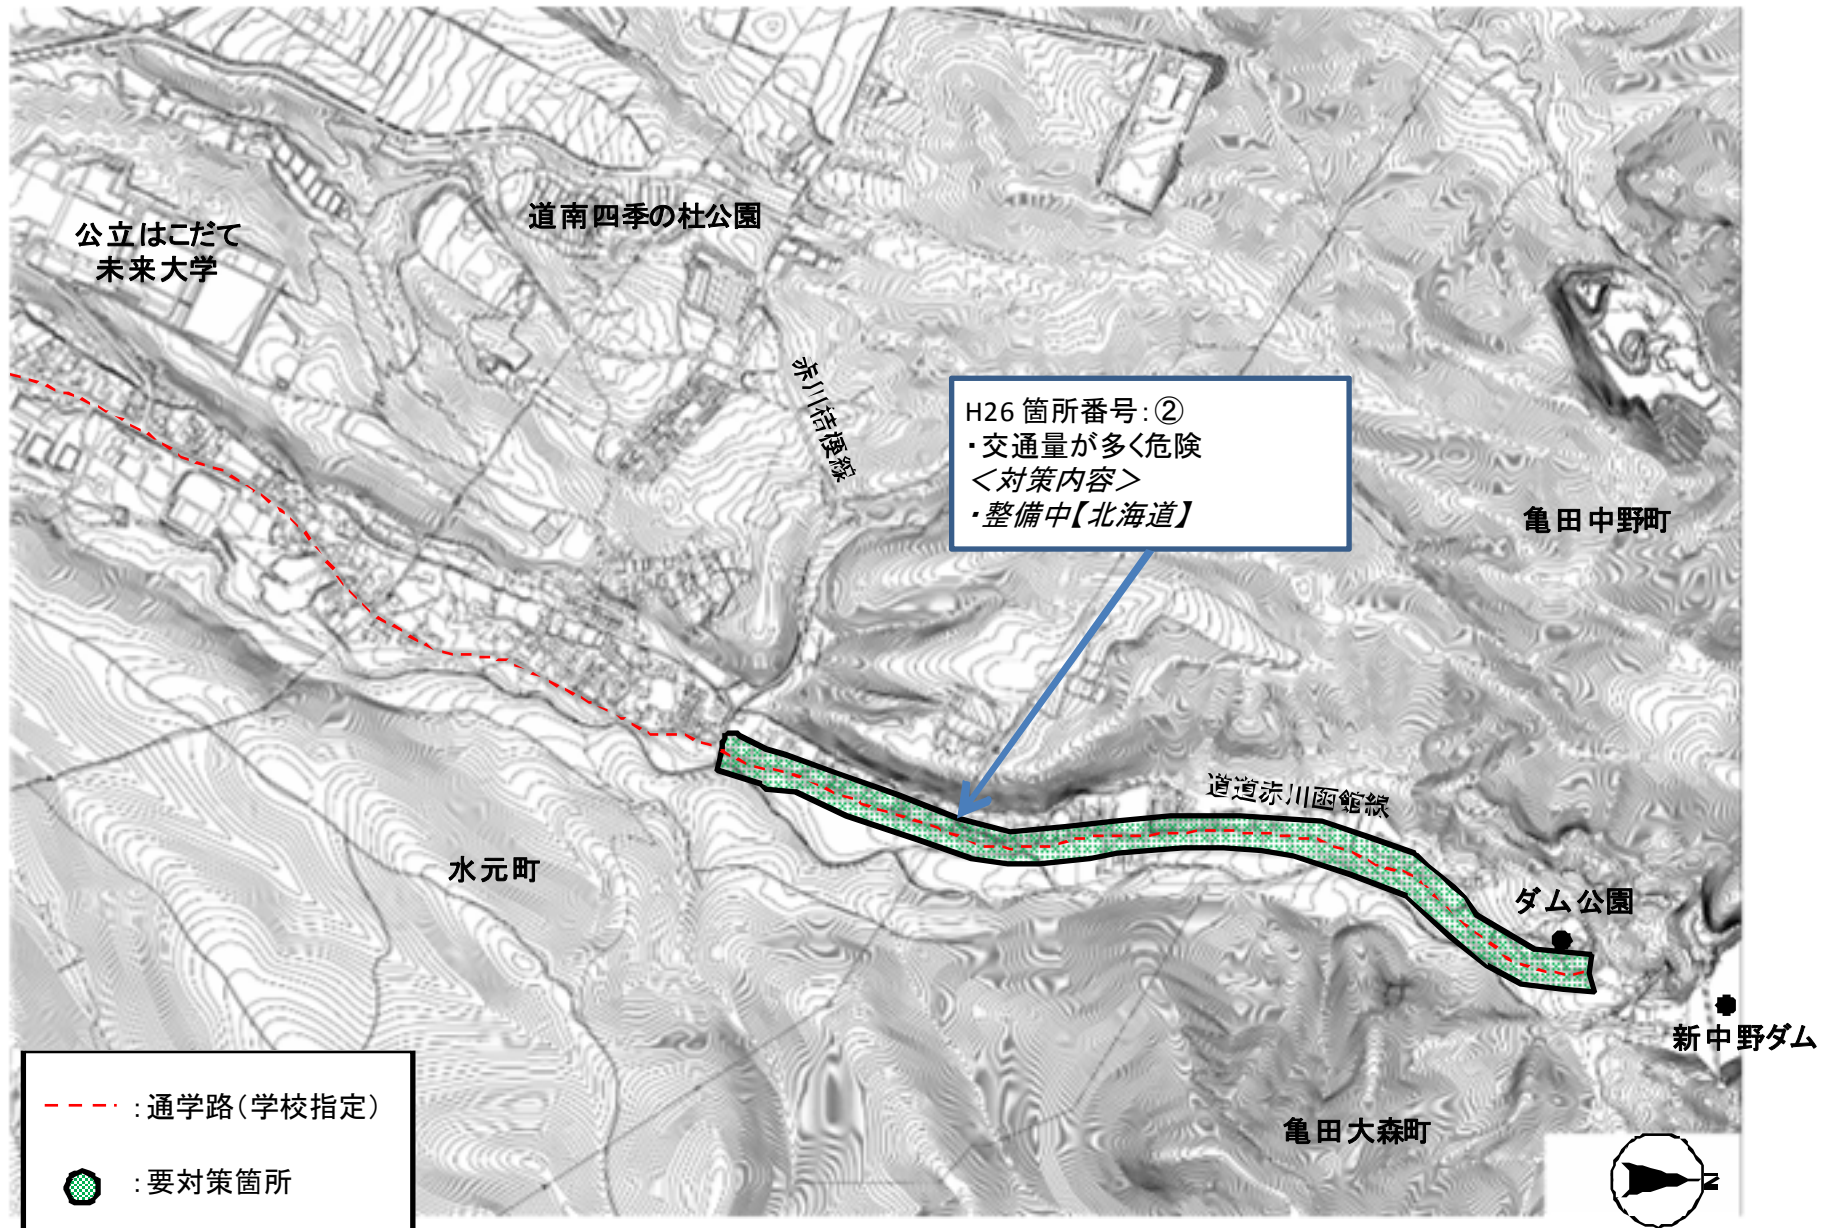 公立はこだて
未来大学
道南四季の杜公園
赤川桔梗線
H26 箇所番号：②
・交通量が多く危険
＜対策内容＞
・整備中【北海道】
亀田中野町
道道赤川函館線
水元町
ダム公園
新中野ダム
亀田大森町
：通学路（学校指定）
：要対策箇所
N